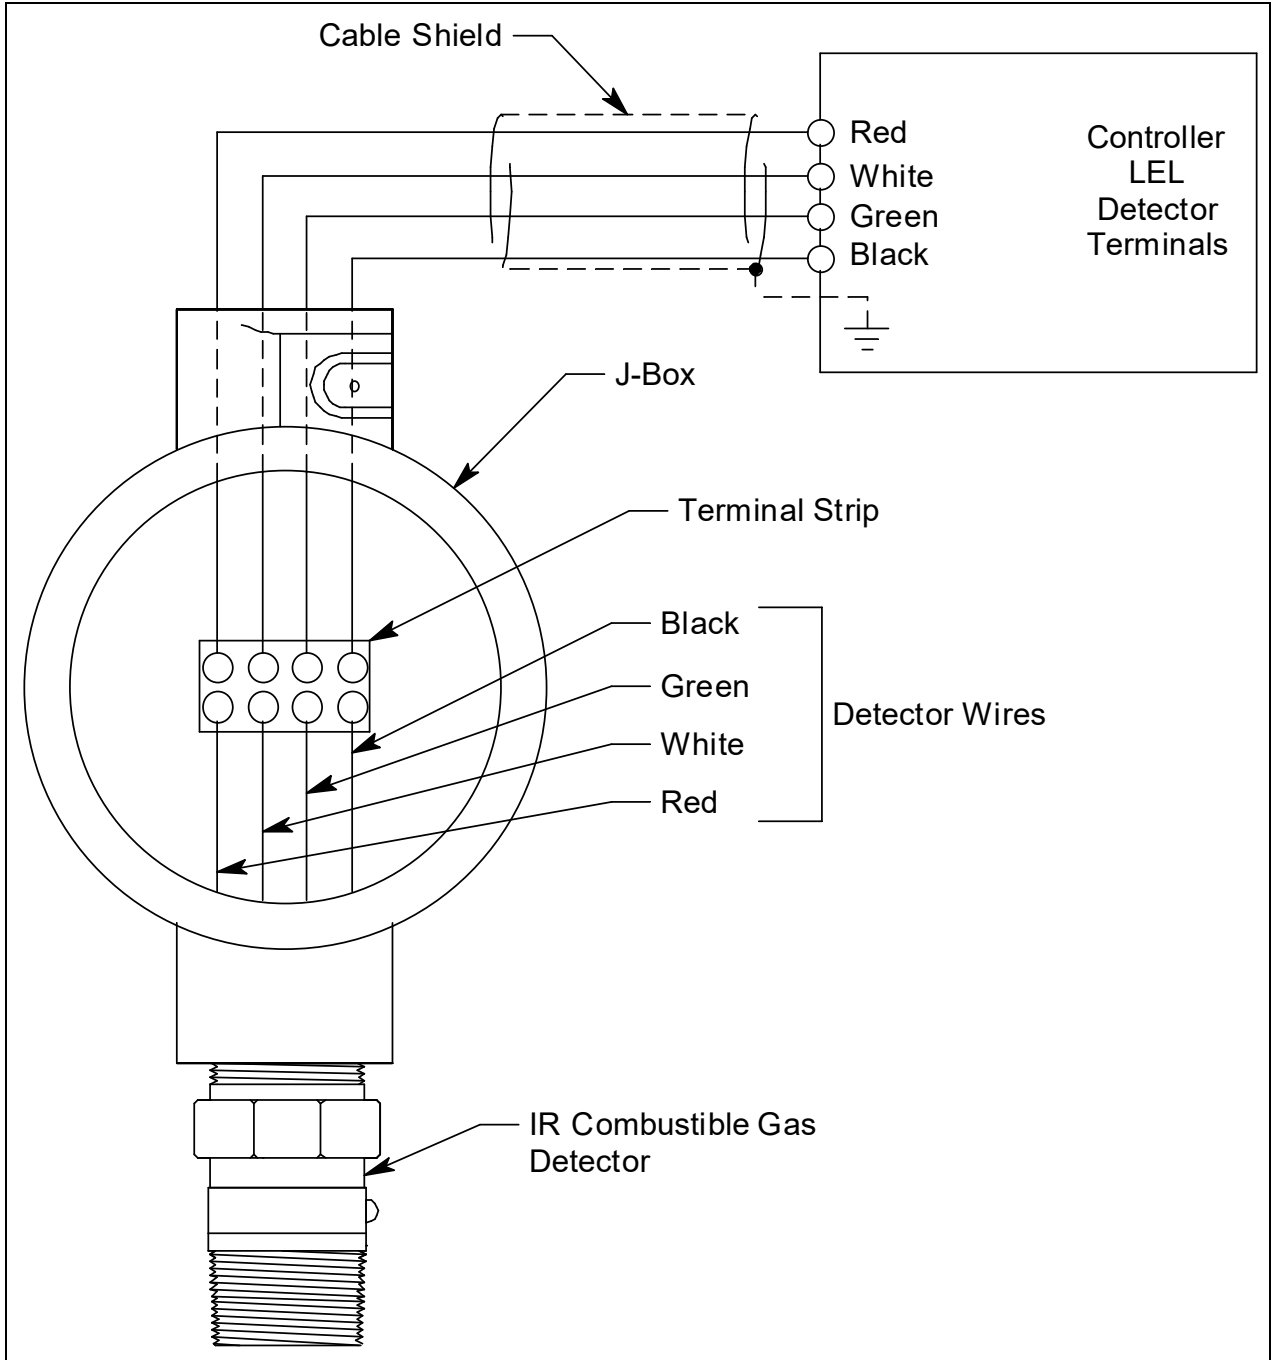 Cable Shield
Red
White
Green
Black
Controller
LEL
Detector
Terminals
J-Box
Terminal Strip
Black
Green
White
Red
Detector Wires
IR Combustible Gas
Detector